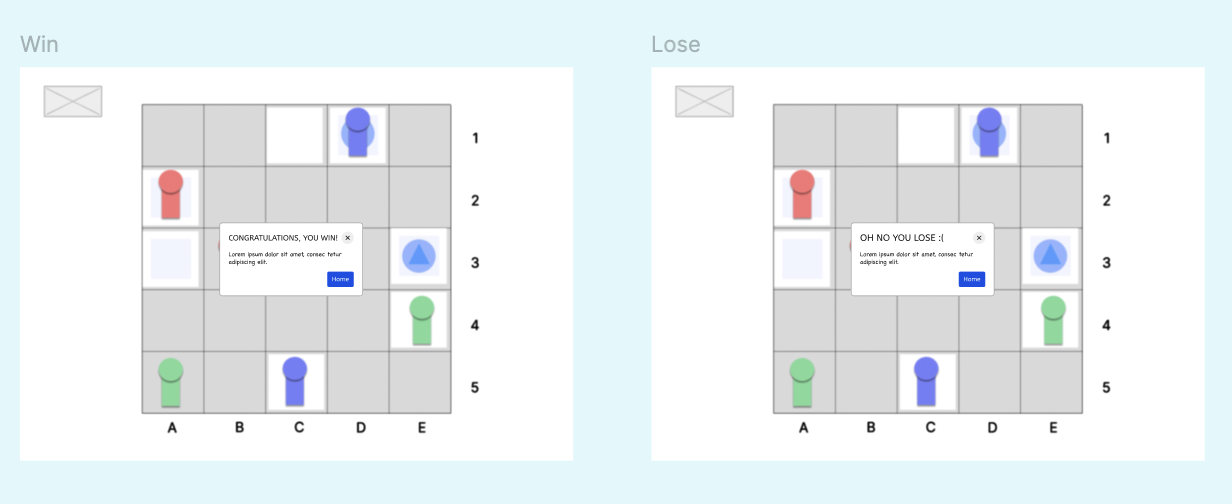 Win
1
2
3
4
5
A B C D E
CONGRATULATIONS, YOU WIN!
Lorem ipsum dolor sit amet, consec tetur
adipiscing elit.
Home
Lose
1
2
3
4
5
A B C D E
OH NO YOU LOSE :(
Lorem ipsum dolor sit amet, consec tetur
adipiscing elit.
Home